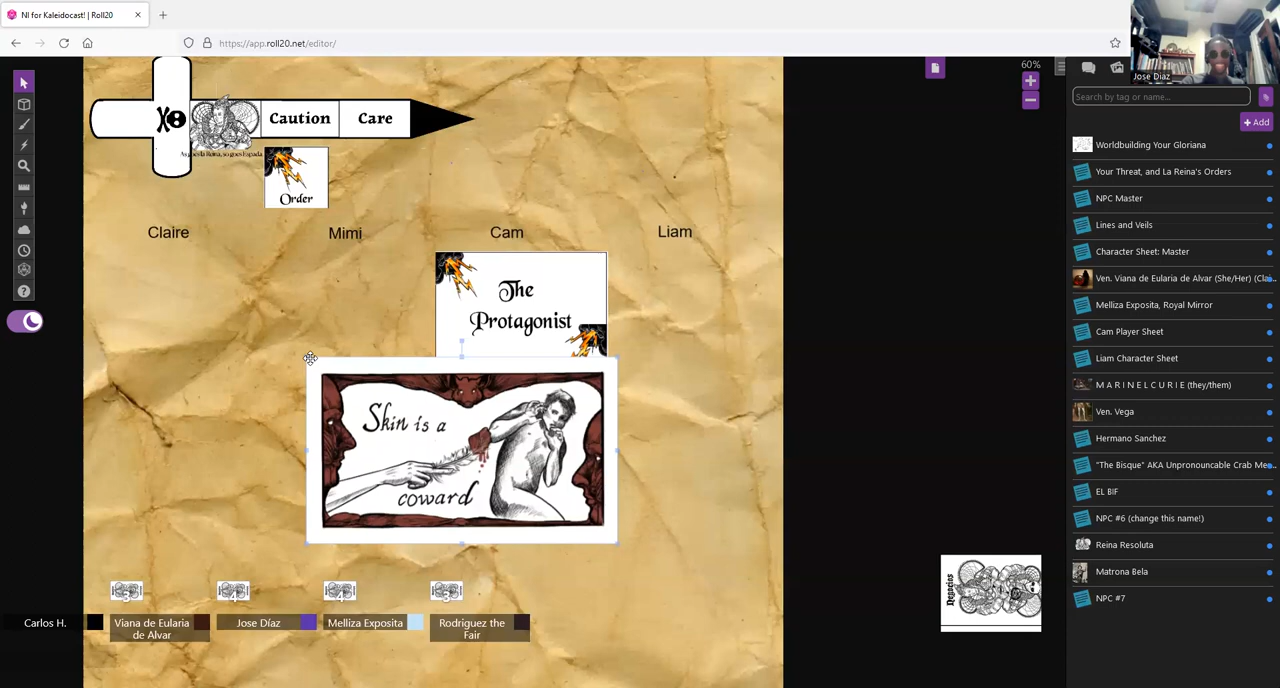 NI for Kaleidocast! | Roll20
https://app.roll20.net/editor/
Jose Diaz
60%
Search by tag or name...
+ Add
Caution
Care
Order
Claire
Mimi
Cam
Liam
The
Protagonist
Skin is a
coward
Worldbuilding Your Gloriana
Your Threat, and La Reina's Orders
NPC Master
Lines and Veils
Character Sheet: Master
Ven. Viana de Eularia de Alvar (She/Her) (Clai...
Melliza Exposita, Royal Mirror
Cam Player Sheet
Liam Character Sheet
M A R I N E L C U R I E (they/them)
Ven. Vega
Hermano Sanchez
"The Bisque" AKA Unpronouncable Crab Me...
EL BIF
NPC #6 (change this name!)
Reina Resoluta
Matrona Bela
NPC #7
Negocios
Carlos H.
Viana de Eularia
de Alvar
Jose Díaz
Melliza Exposita
Rodriguez the
Fair